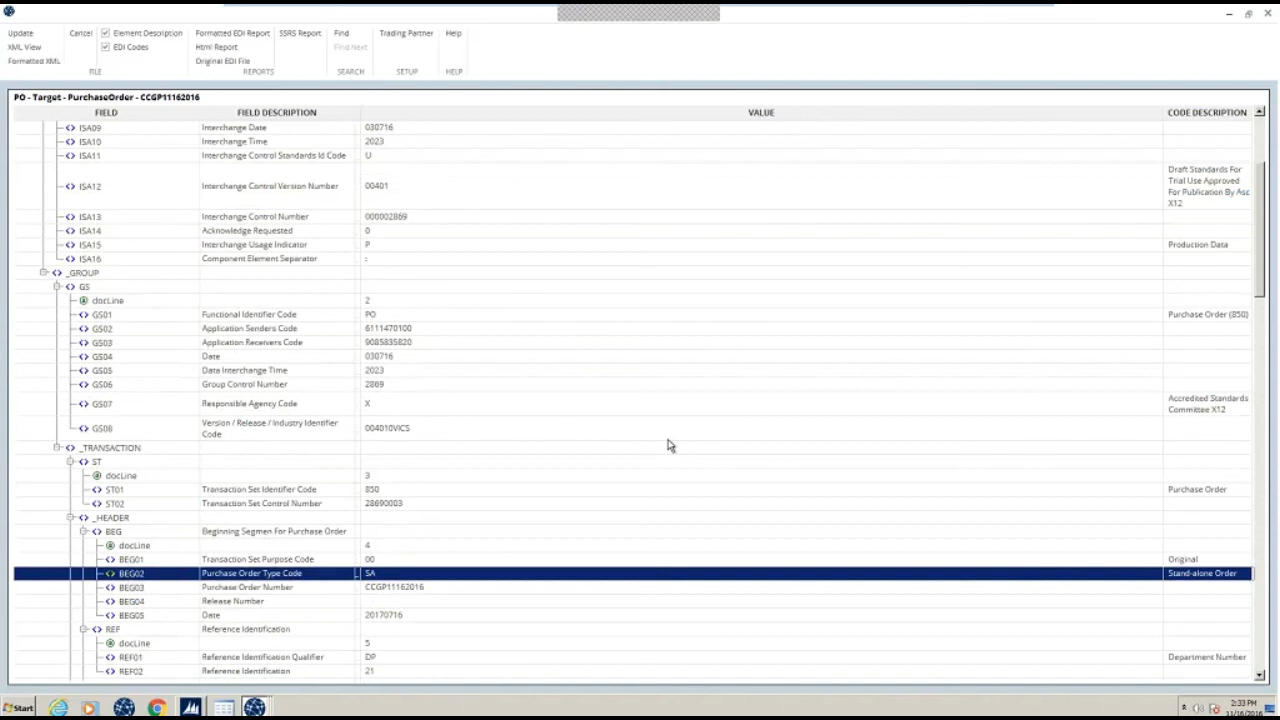 Update
Cancel
Element Description
Formatted EDI Report
SSRS Report
Find
Trading Partner
Help
XML View
EDI Codes
Html Report
Find Next
Formatted XML
Original EDI File
FILE
REPORTS
SEARCH
SETUP
HELP
PO - Target - PurchaseOrder - CCGP11162016
FIELD FIELD DESCRIPTION VALUE CODE DESCRIPTION
ISA09 Interchange Date 030716
ISA10 Interchange Time 2023
ISA11 Interchange Control Standards Id Code U
ISA12 Interchange Control Version Number 00401
Draft Standards For
Trial Use Approved
For Publication By Asc
X12
ISA13 Interchange Control Number 000002869
ISA14 Acknowledge Requested 0
ISA15 Interchange Usage Indicator P Production Data
ISA16 Component Element Separator :
_GROUP
GS
docLine 2
GS01 Functional Identifier Code PO Purchase Order (850)
GS02 Application Senders Code 6111470100
GS03 Application Receivers Code 9085835820
GS04 Date 030716
GS05 Data Interchange Time 2023
GS06 Group Control Number 2869
GS07 Responsible Agency Code X
Accredited Standards
Committee X12
GS08 Version / Release / Industry Identifier
Code
004010VICS
_TRANSACTION
ST
docLine 3
ST01 Transaction Set Identifier Code 850 Purchase Order
ST02 Transaction Set Control Number 28690003
_HEADER
BEG Beginning Segmen For Purchase Order
docLine 4
BEG01 Transaction Set Purpose Code 00 Original
BEG02 Purchase Order Type Code SA Stand-alone Order
BEG03 Purchase Order Number CCGP11162016
BEG04 Release Number
BEG05 Date 20170716
REF Reference Identification
docLine 5
REF01 Reference Identification Qualifier DP Department Number
REF02 Reference Identification 21
Start
2:33 PM
11/16/2016